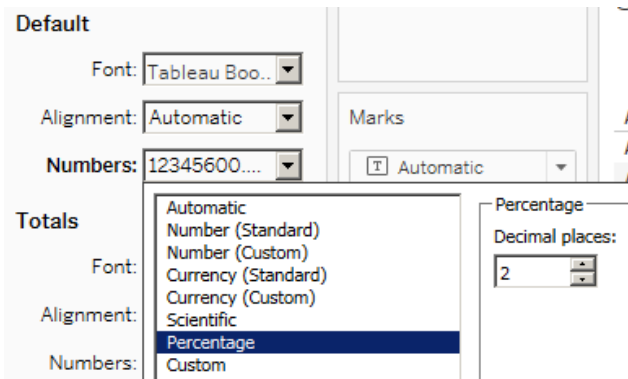 Default
Font: Tableau Boo..
Alignment: Automatic
Numbers: 12345600....
Marks
T Automatic
Automatic
Number (Standard)
Number (Custom)
Currency (Standard)
Currency (Custom)
Scientific
Percentage
Custom
Percentage
Decimal places:
2
Totals
Font:
Alignment:
Numbers: